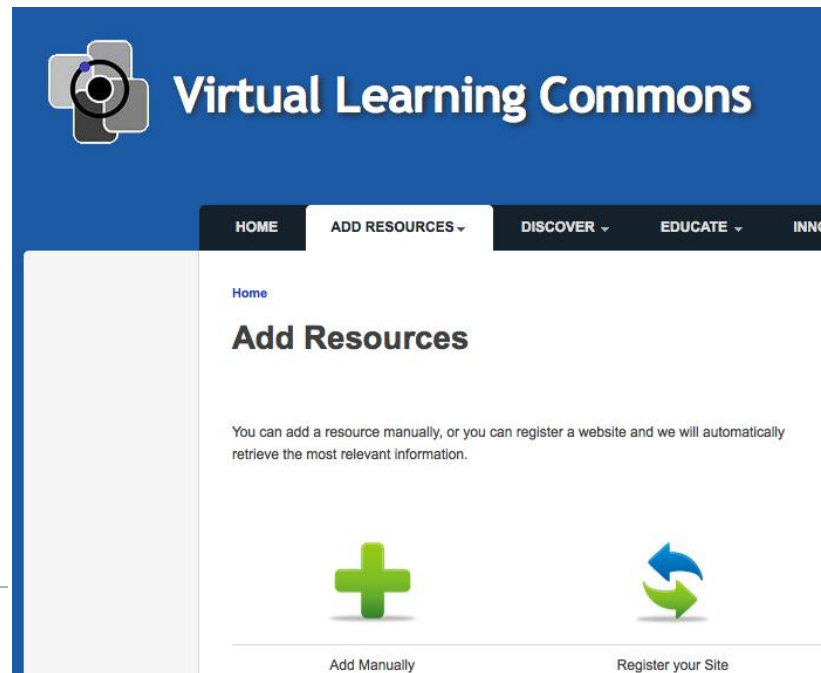 Virtual Learning Commons
HOME ADD RESOURCES DISCOVER EDUCATE
Home
Add Resources
You can add a resource manually, or you can register a website and we will automatically
retrieve the most relevant information.
Add Manually Register your Site